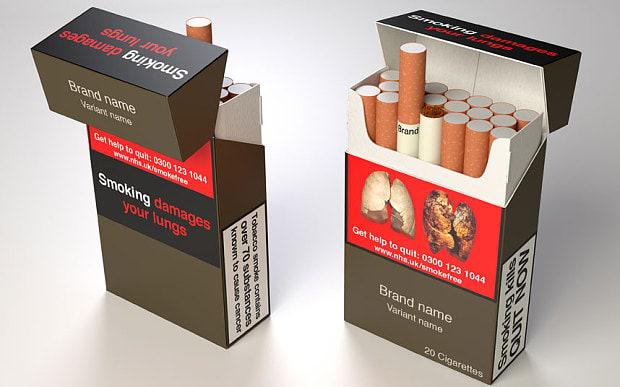 Smoking damages
your lungs
Brand name
Variant name
Get help to quit: 0300 123 1044
www.nhs.uk/smokefree
Smoking damages
your lungs
Tobacco smoke contains
over 70 substances
known to cause cancer
Smoking damages
your lungs
Brand
Get help to quit: 0300 123 1044
www.nhs.uk/smokefree
Brand name
Variant name
20 Cigarettes
Smoking kills
QUIT NOW